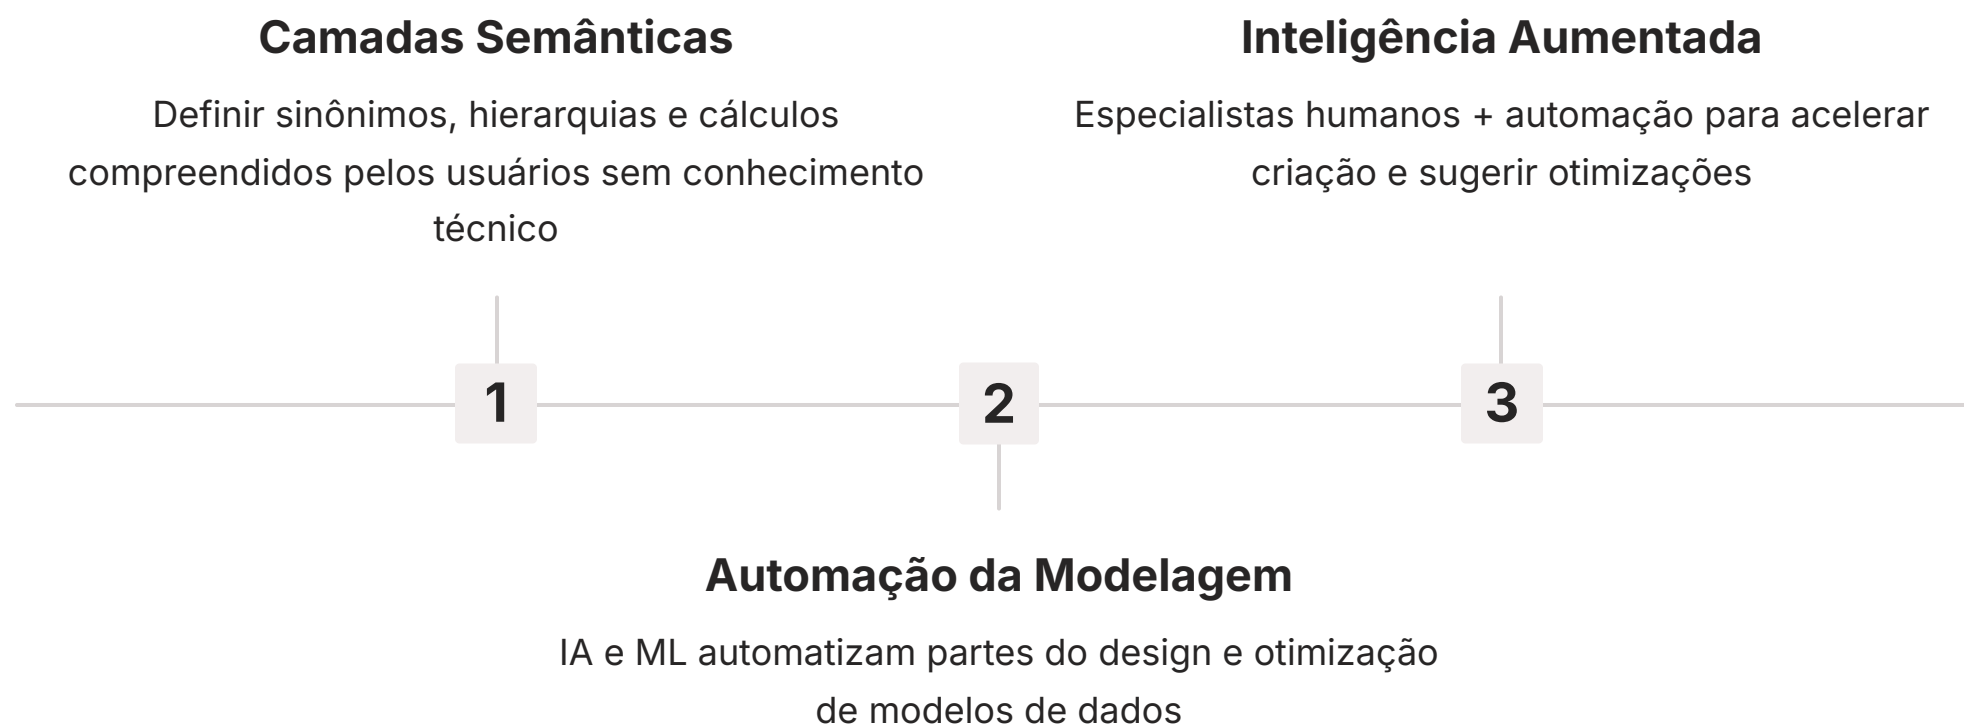 Camadas Semânticas
Definir sinônimos, hierarquias e cálculos
compreendidos pelos usuários sem conhecimento
técnico
Inteligência Aumentada
Especialistas humanos + automação para acelerar
criação e sugerir otimizações
1
2
3
Automação da Modelagem
IA e ML automatizam partes do design e otimização
de modelos de dados